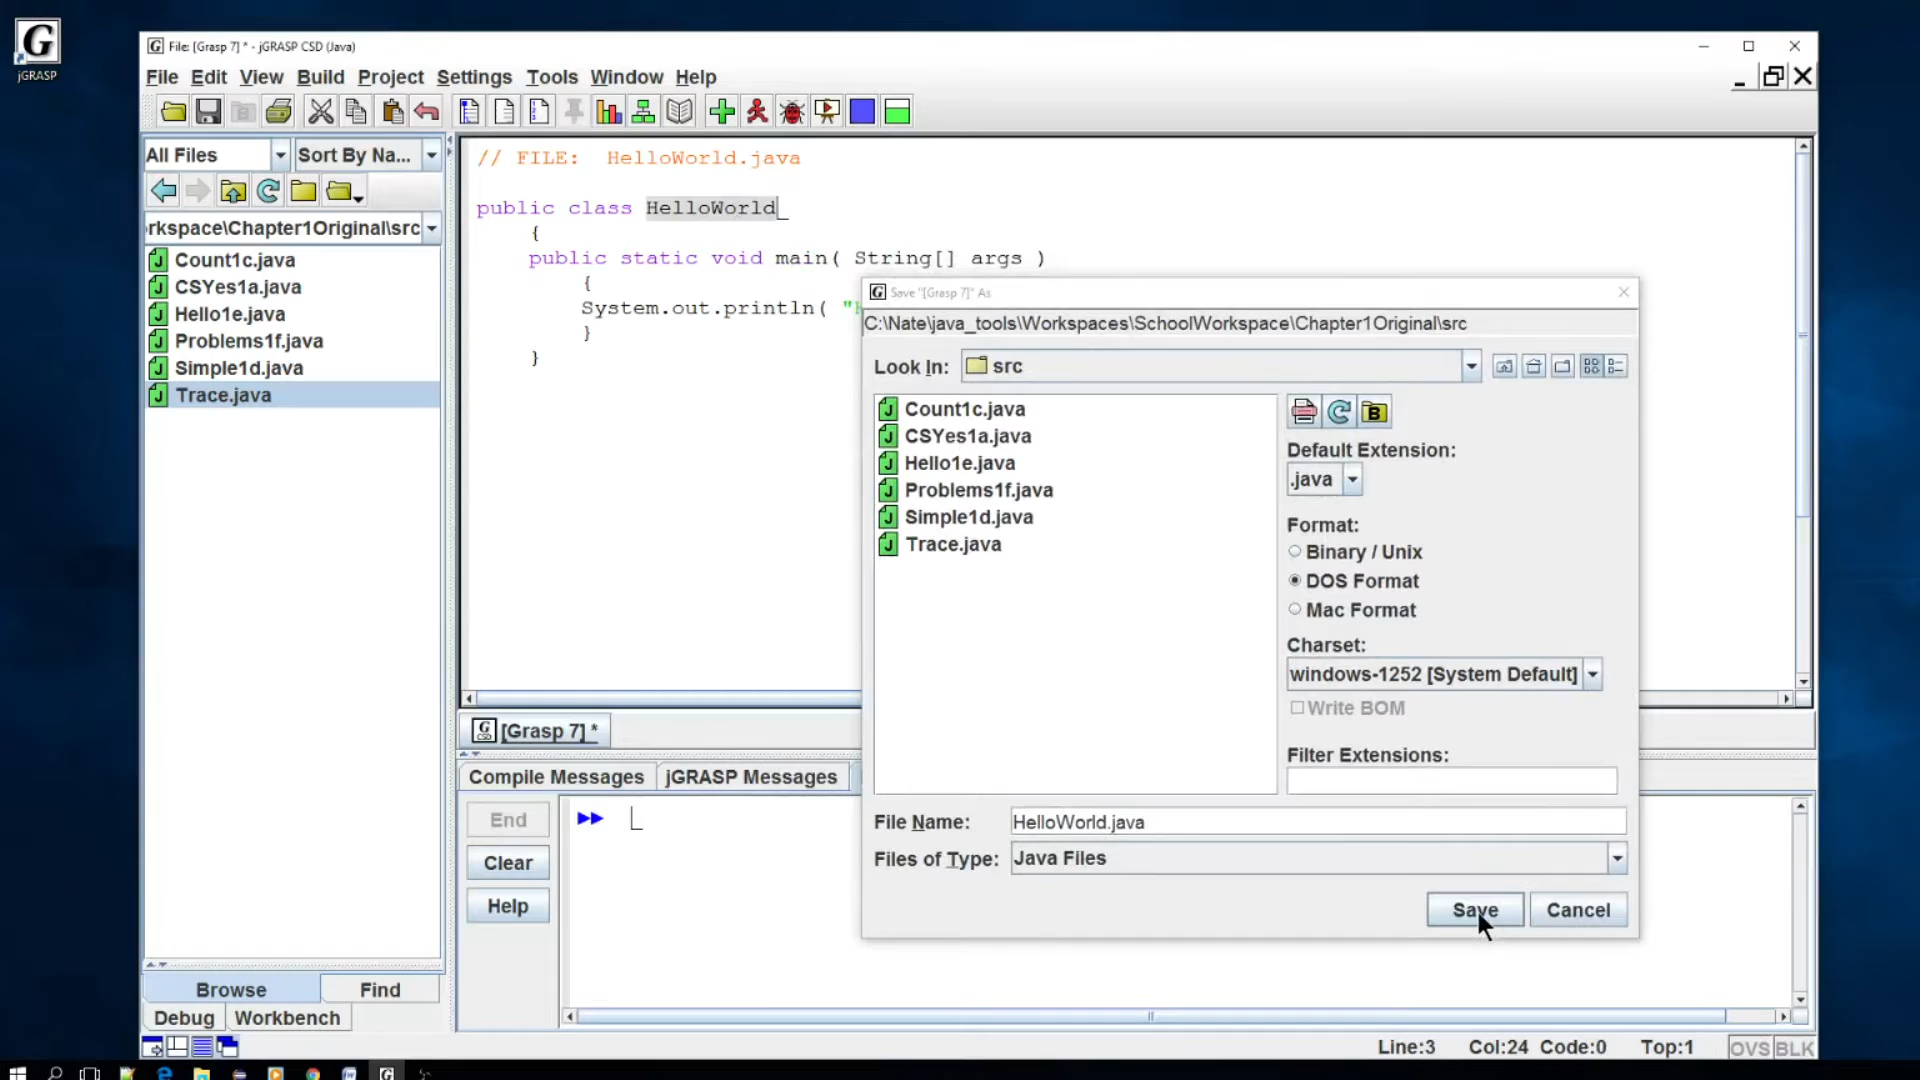 jGRASP
File: [Grasp 7] * - jGRASP CSD (Java)
File Edit View Build Project Settings Tools Window Help
All Files
Sort By Na...
rkspace\Chapter1Original\src
Count1c.java
CSYes1a.java
Hello1e.java
Problems1f.java
Simple1d.java
Trace.java
Browse
Find
Debug
Workbench
// FILE:  HelloWorld.java
public class HelloWorld
{
public static void main( String[] args )
{
System.out.println( "
}
}
[Grasp 7] *
Compile Messages
jGRASP Messages
End
Clear
Help
Save "[Grasp 7]" As
C:\Nate\java_tools\Workspaces\SchoolWorkspace\Chapter1Original\src
Look In:
src
Count1c.java
CSYes1a.java
Hello1e.java
Problems1f.java
Simple1d.java
Trace.java
Default Extension:
.java
Format:
Binary / Unix
DOS Format
Mac Format
Charset:
windows-1252 [System Default]
Write BOM
Filter Extensions:
File Name:
HelloWorld.java
Files of Type:
Java Files
Save
Cancel
Line:3
Col:24
Code:0
Top:1
OVS
BLK